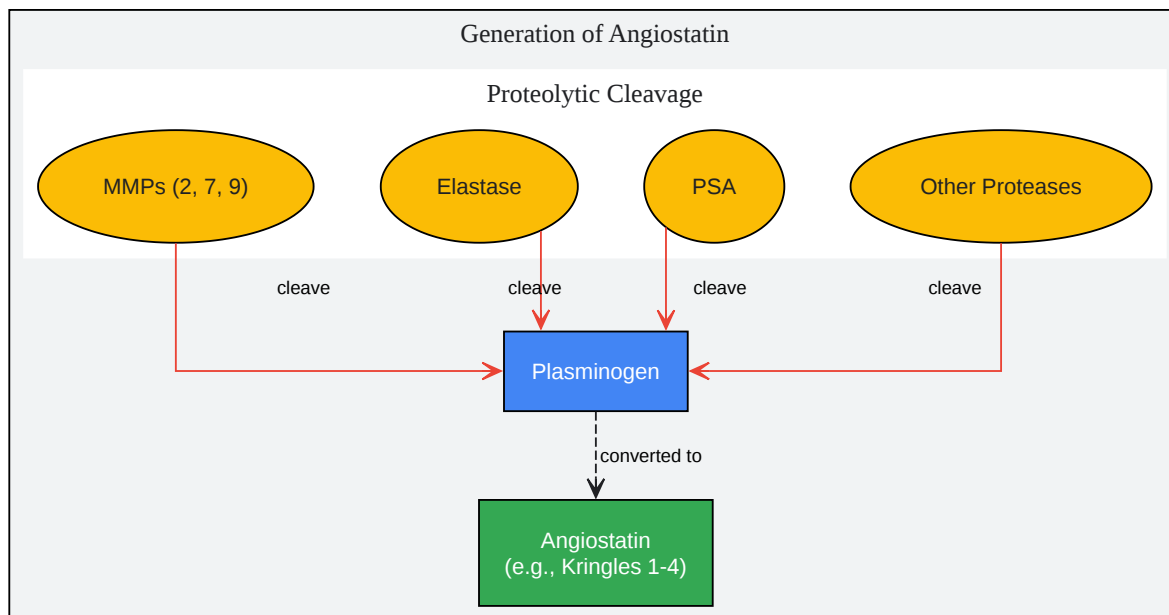 Generation of Angiostatin
Proteolytic Cleavage
MMPs (2, 7, 9)
Elastase
PSA
Other Proteases
cleave
cleave
cleave
cleave
Plasminogen
converted to
Angiostatin
(e.g., Kringles 1-4)